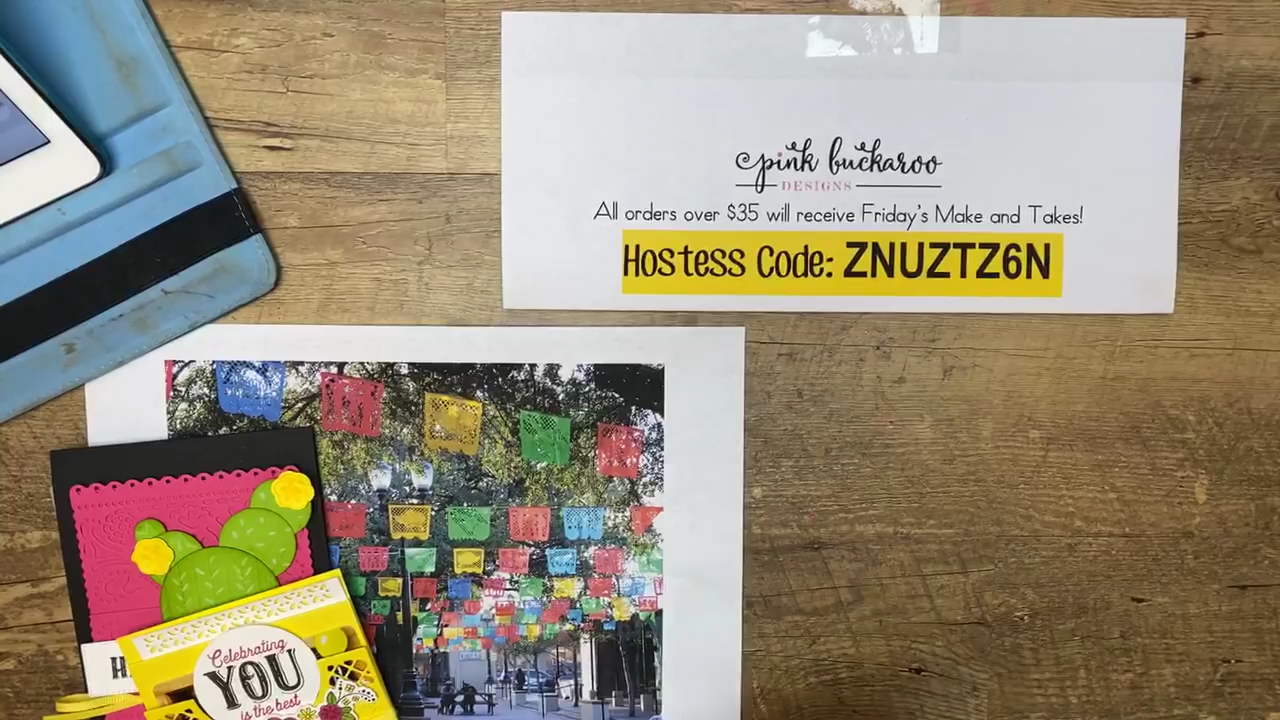 pink buckaroo
DESIGNS
All orders over $35 will receive Friday's Make and Takes!
Hostess Code: ZNUZTZ6N
H
Celebrating
YOU
is the best